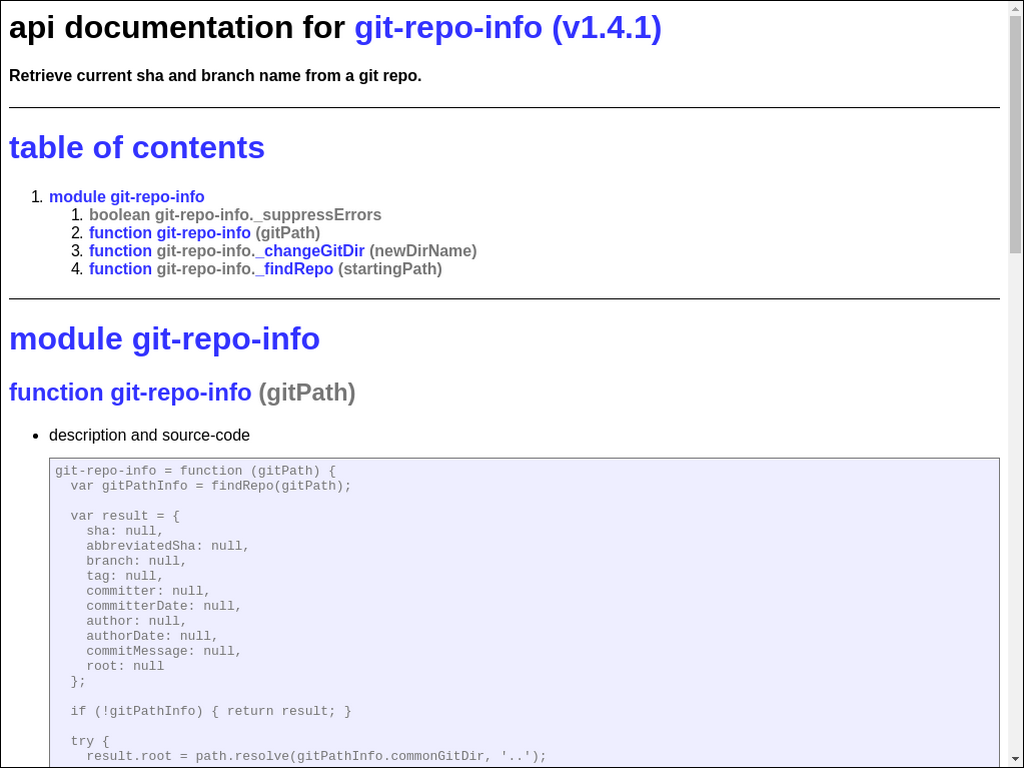 api documentation for git-repo-info (v1.4.1)
Retrieve current sha and branch name from a git repo.
table of contents
1. module git-repo-info
1. boolean git-repo-info._suppressErrors
2. function git-repo-info (gitPath)
3. function git-repo-info._changeGitDir (newDirName)
4. function git-repo-info._findRepo (startingPath)
module git-repo-info
function git-repo-info (gitPath)
• description and source-code
git-repo-info = function (gitPath) {
  var gitPathInfo = findRepo(gitPath);
  var result = {
    sha: null,
    abbreviatedSha: null,
    branch: null,
    tag: null,
    committer: null,
    committerDate: null,
    author: null,
    authorDate: null,
    commitMessage: null,
    root: null
  };
  if (!gitPathInfo) { return result; }
  try {
    result.root = path.resolve(gitPathInfo.commonGitDir, '..');